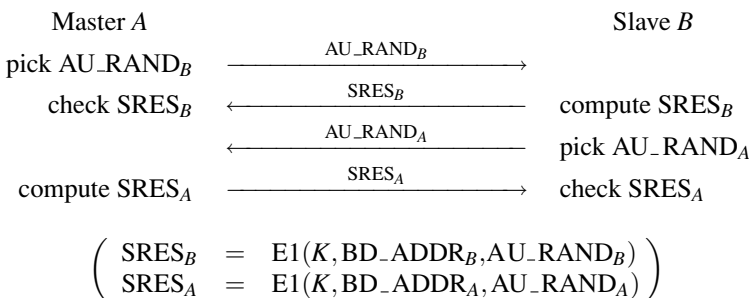 Master A Slave B
AU_RAND_B
pick AU_RAND_B
SRES_B
check SRES_B compute SRES_B
AU_RAND_A
pick AU_RAND_A
SRES_A
compute SRES_A check SRES_A
SRES_B = E1(K,BD_ADDR_B,AU_RAND_B)
SRES_A = E1(K,BD_ADDR_A,AU_RAND_A)